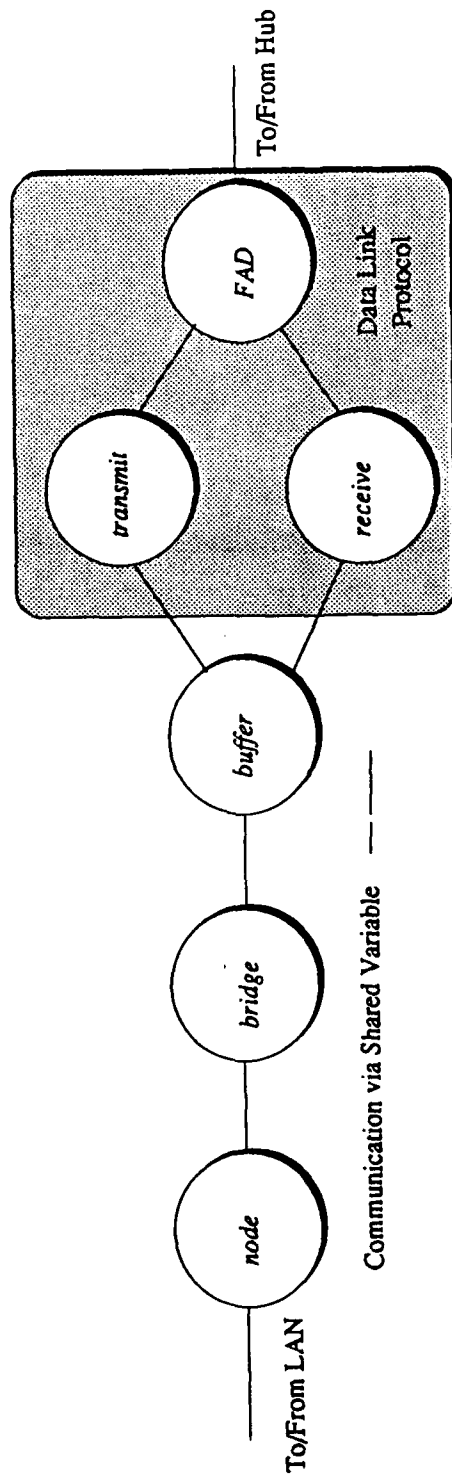 To/From LAN
node
bridge
buffer
transmit
receive
FAD
Data Link
Protocol
To/From Hub
Communication via Shared Variable